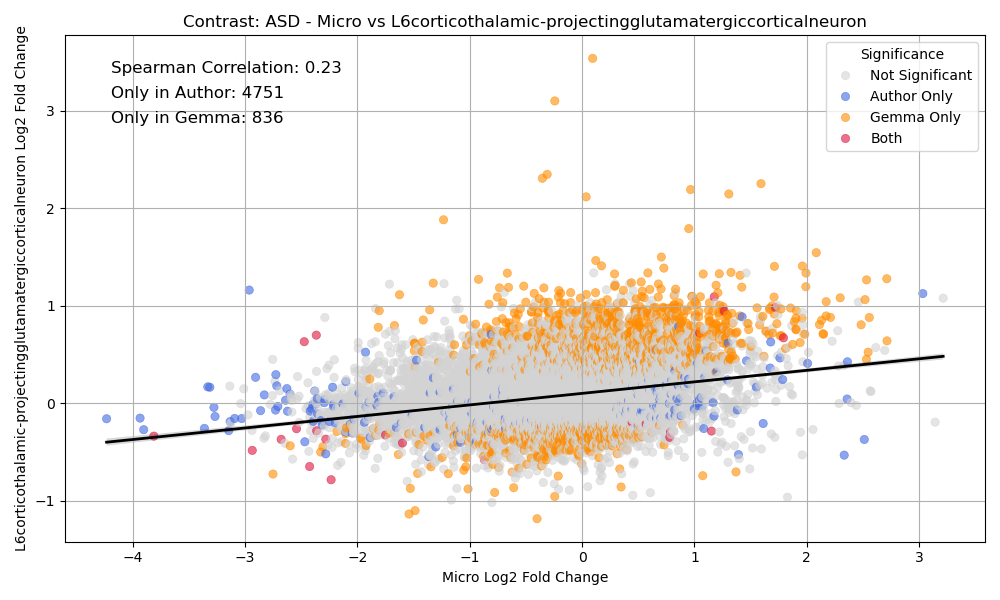 Contrast: ASD - Micro vs L6corticothalamic-projectingglutamatergiccorticalneuron
L6corticothalamic-projectingglutamatergiccorticalneuron Log2 Fold Change
Spearman Correlation: 0.23
Only in Author: 4751
Only in Gemma: 836
Significance
Not Significant
Author Only
Gemma Only
Both
3
2
1
0
−1
−4 −3 −2 −1 0 1 2 3
Micro Log2 Fold Change